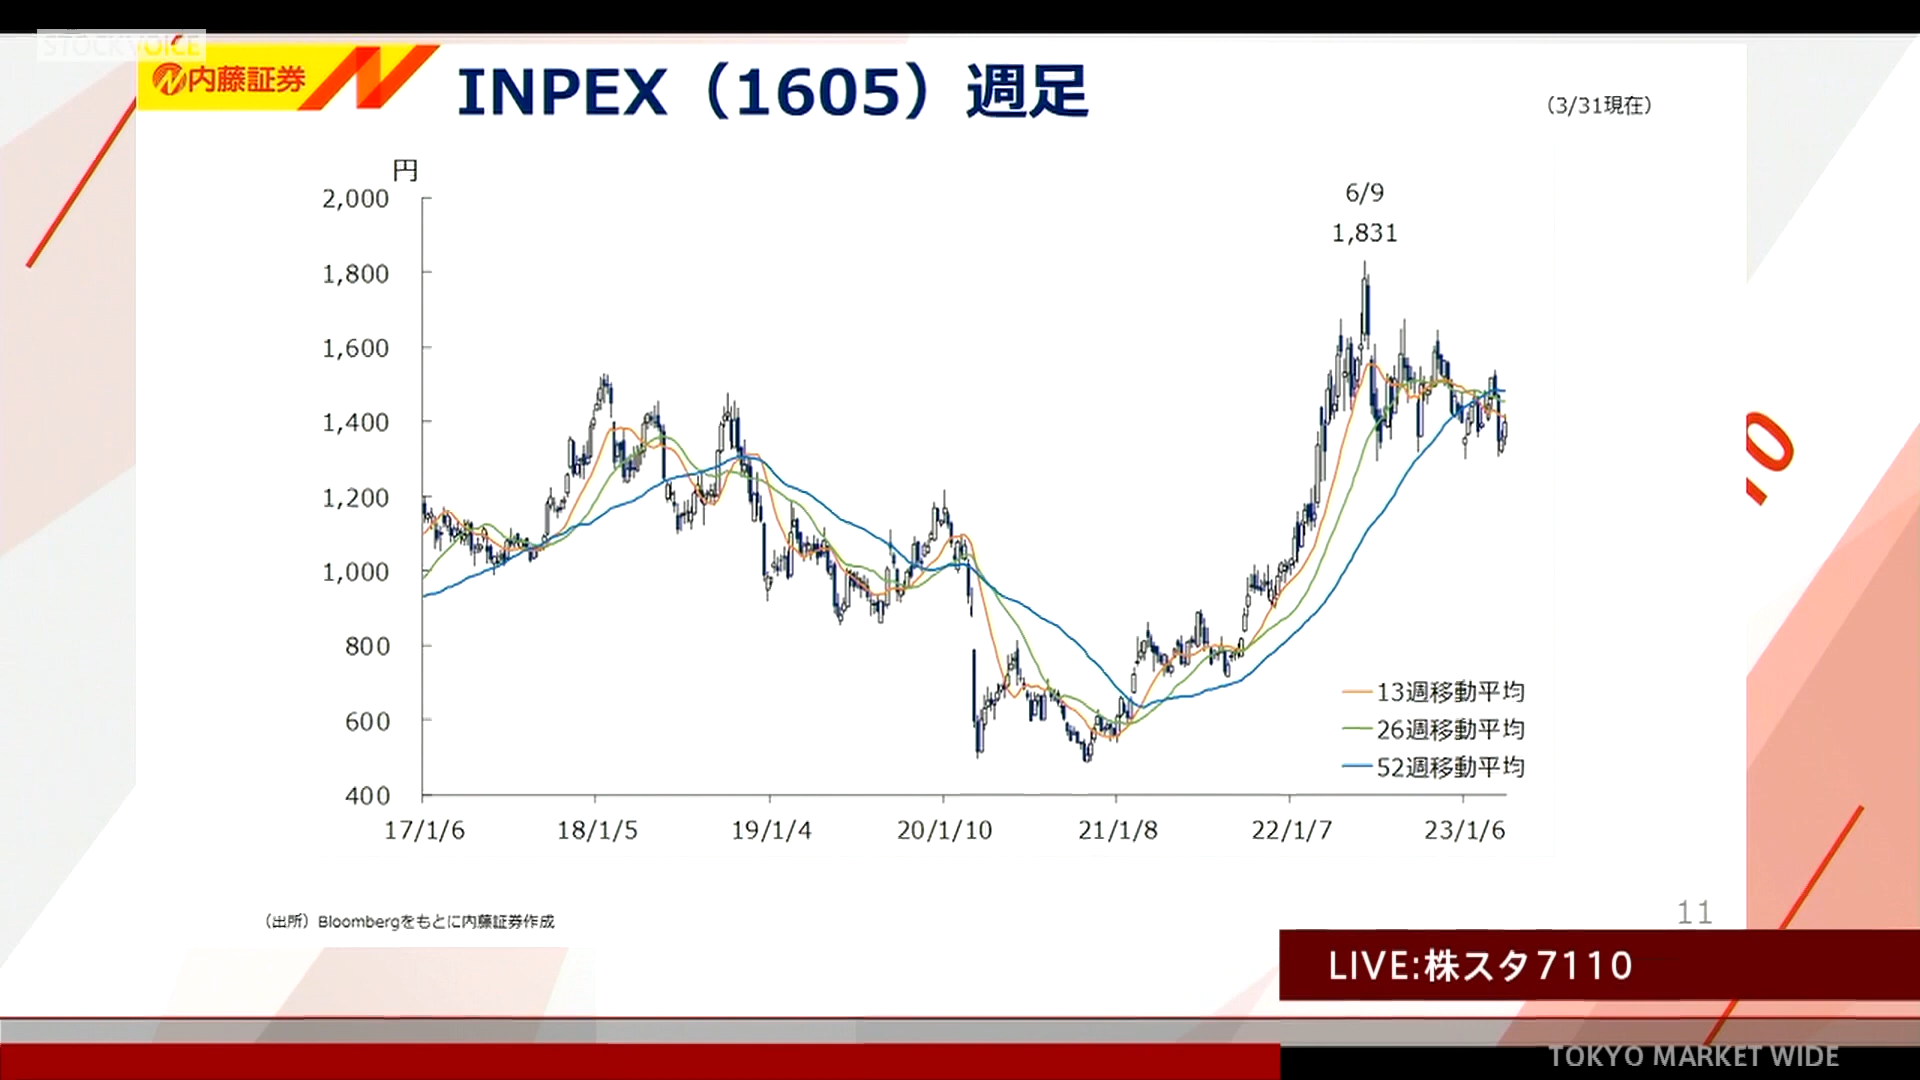 STOCKVOICE
内藤証券
INPEX（1605）週足
（3/31現在）
円
6/9
1,831
2,000
1,800
1,600
1,400
1,200
1,000
800
600
400
13週移動平均
26週移動平均
52週移動平均
17/1/6 18/1/5 19/1/4 20/1/10 21/1/8 22/1/7 23/1/6
（出所）Bloombergをもとに内藤証券作成
11
10
LIVE:株スタ7110
TOKYO MARKET WIDE